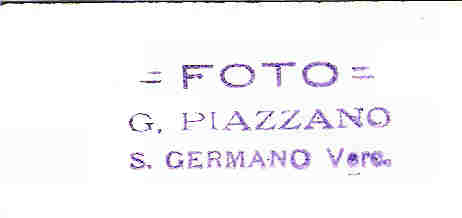 = FOTO =
G. PIAZZANO
S. GERMANO Verc.